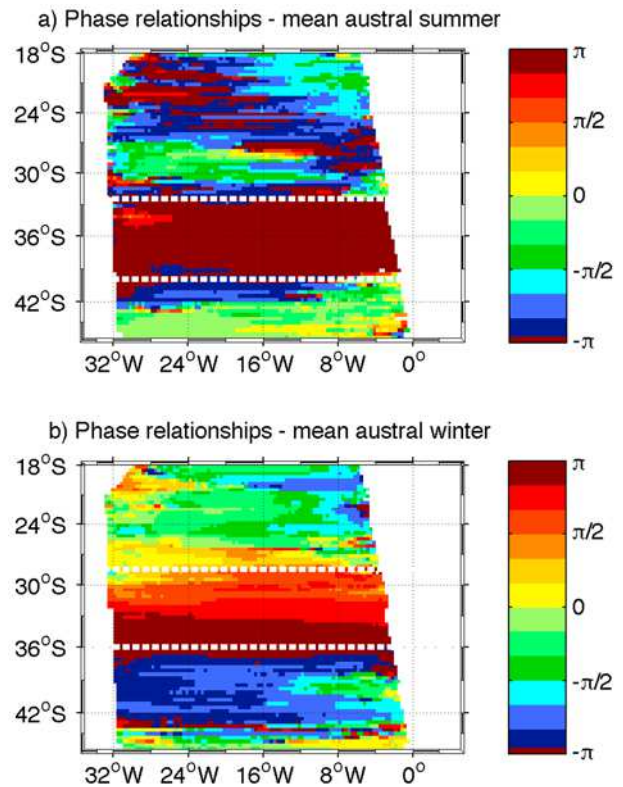 a) Phase relationships - mean austral summer
18°S
24°S
30°S
36°S
42°S
32°W 24°W 16°W 8°W 0°
π
π/2
0
-π/2
-π
b) Phase relationships - mean austral winter
18°S
24°S
30°S
36°S
42°S
32°W 24°W 16°W 8°W 0°
π
π/2
0
-π/2
-π